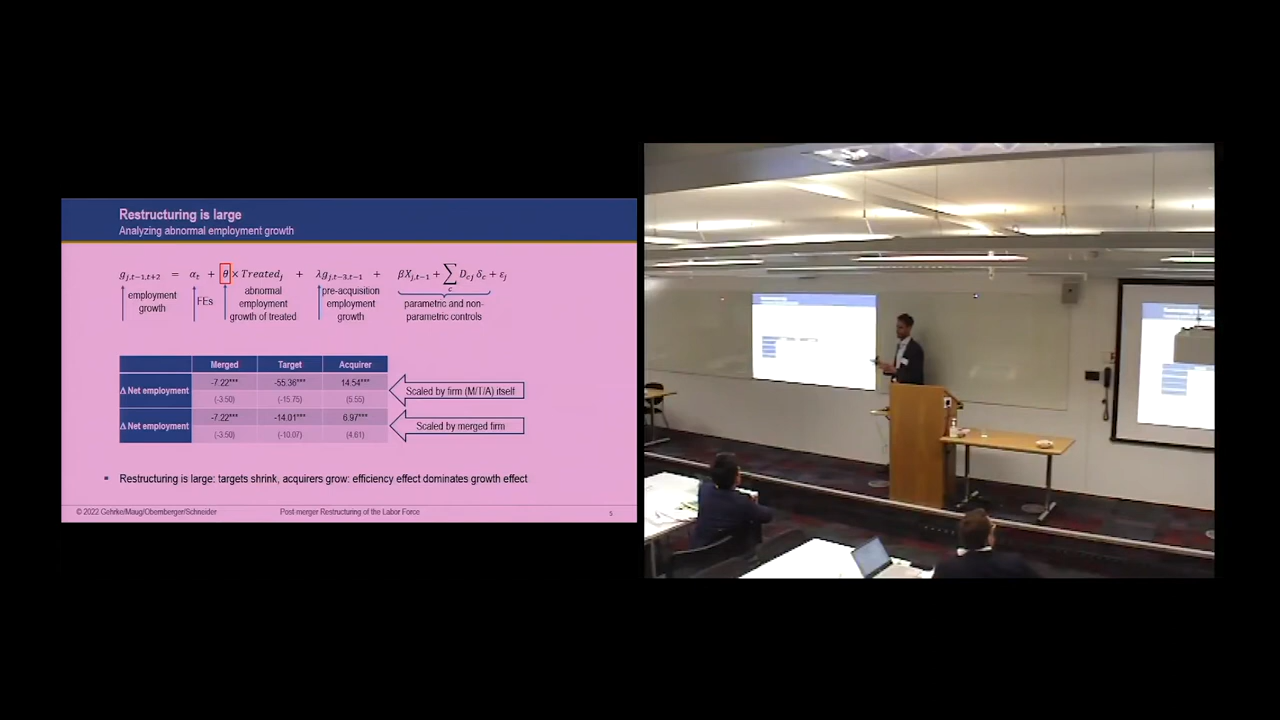 Restructuring is large
Analyzing abnormal employment growth
g_{j,t−1,t+2} = α_t + θ × Treated_j + λg_{j,t−3,t−1} + βX_{j,t−1} + ∑_c D_{cj} δ_c + ε_j
employment growth
FEs
abnormal employment growth of treated
pre-acquisition employment growth
parametric and non-parametric controls
Merged Target Acquirer
Δ Net employment -7.22*** -55.36*** 14.54***
(-3.50) (-15.75) (5.55)
Scaled by firm (M/T/A) itself
Δ Net employment -7.22*** -14.01*** 6.97***
(-3.50) (-10.07) (4.61)
Scaled by merged firm
▪ Restructuring is large: targets shrink, acquirers grow: efficiency effect dominates growth effect
© 2022 Gehrke/Maug/Obernberger/Schneider Post-merger Restructuring of the Labor Force 5